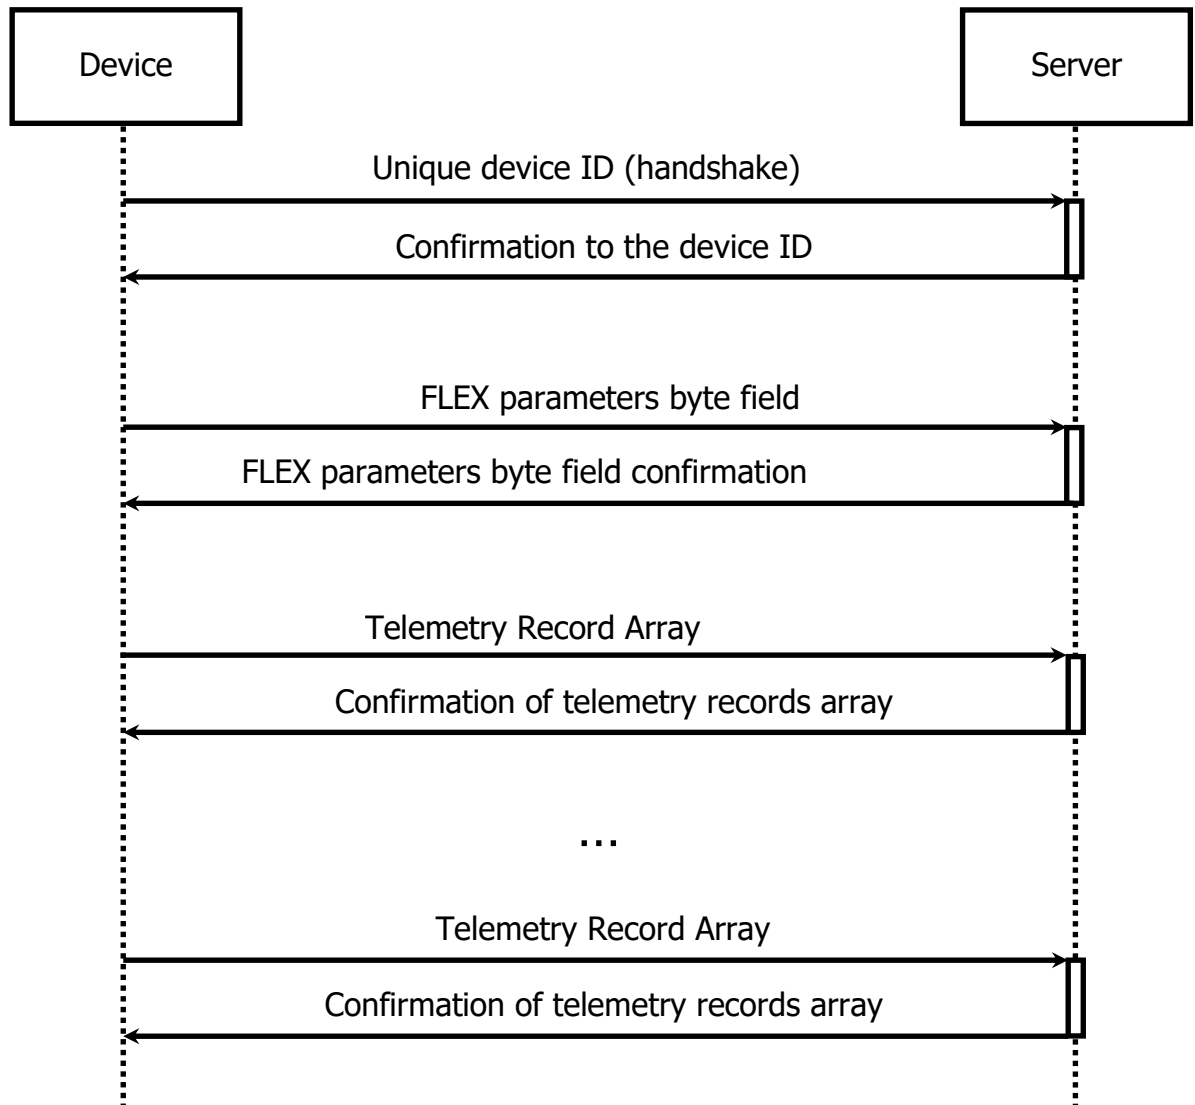 Device
Server
Unique device ID (handshake)
Confirmation to the device ID
FLEX parameters byte field
FLEX parameters byte field confirmation
Telemetry Record Array
Confirmation of telemetry records array
...
Telemetry Record Array
Confirmation of telemetry records array